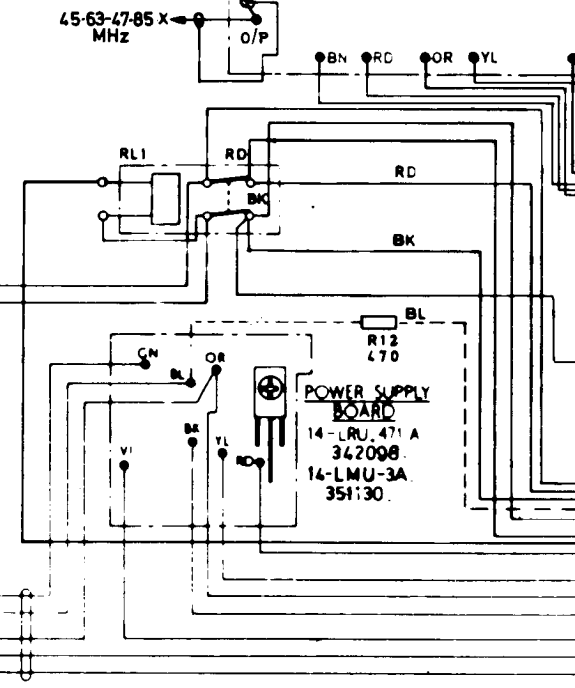 45-63-47-85 X
MHz
O/P
BN RD OR YL
RL1 RD
RD
BK
BK
BL
R12
470
GN
BL
OR
POWER SUPPLY
BOARD
14-LRU.471 A
342098.
14-LMU-3A
351130.
BK
YL
VI
RD